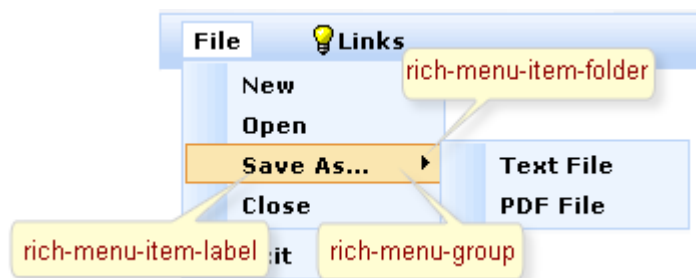 File Links
rich-menu-item-folder
New
Open
Save As... Text File
Close PDF File
rich-menu-item-label rich-menu-group